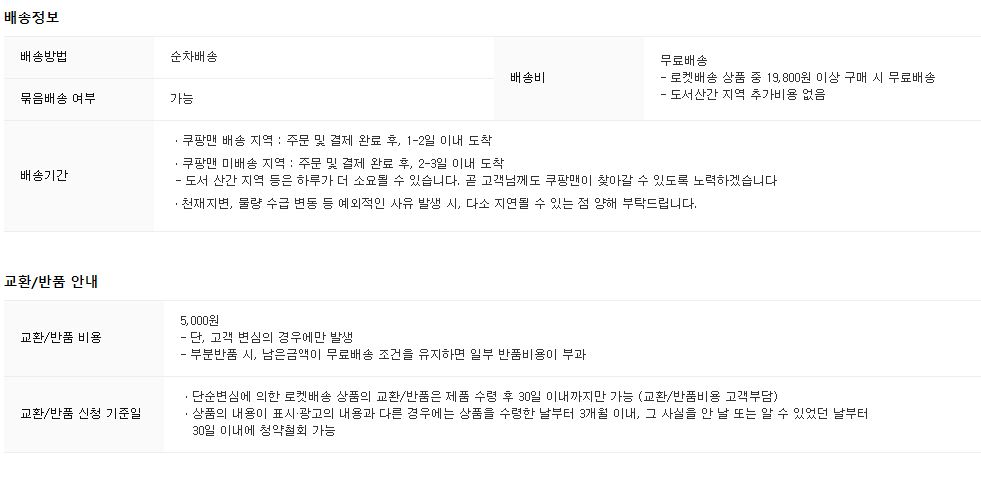 배송정보
배송방법
순차배송
배송비
무료배송
- 로켓배송 상품 중 19,800원 이상 구매 시 무료배송
- 도서산간 지역 추가비용 없음
묶음배송 여부
가능
배송기간
· 쿠팡맨 배송 지역 : 주문 및 결제 완료 후, 1-2일 이내 도착
· 쿠팡맨 미배송 지역 : 주문 및 결제 완료 후, 2-3일 이내 도착
- 도서 산간 지역 등은 하루가 더 소요될 수 있습니다. 곧 고객님께도 쿠팡맨이 찾아갈 수 있도록 노력하겠습니다
· 천재지변, 물량 수급 변동 등 예외적인 사유 발생 시, 다소 지연될 수 있는 점 양해 부탁드립니다.
교환/반품 안내
교환/반품 비용
5,000원
- 단, 고객 변심의 경우에만 발생
- 부분반품 시, 남은금액이 무료배송 조건을 유지하면 일부 반품비용이 부과
교환/반품 신청 기준일
· 단순변심에 의한 로켓배송 상품의 교환/반품은 제품 수령 후 30일 이내까지만 가능 (교환/반품비용 고객부담)
· 상품의 내용이 표시·광고의 내용과 다른 경우에는 상품을 수령한 날부터 3개월 이내, 그 사실을 안 날 또는 알 수 있었던 날부터
30일 이내에 청약철회 가능